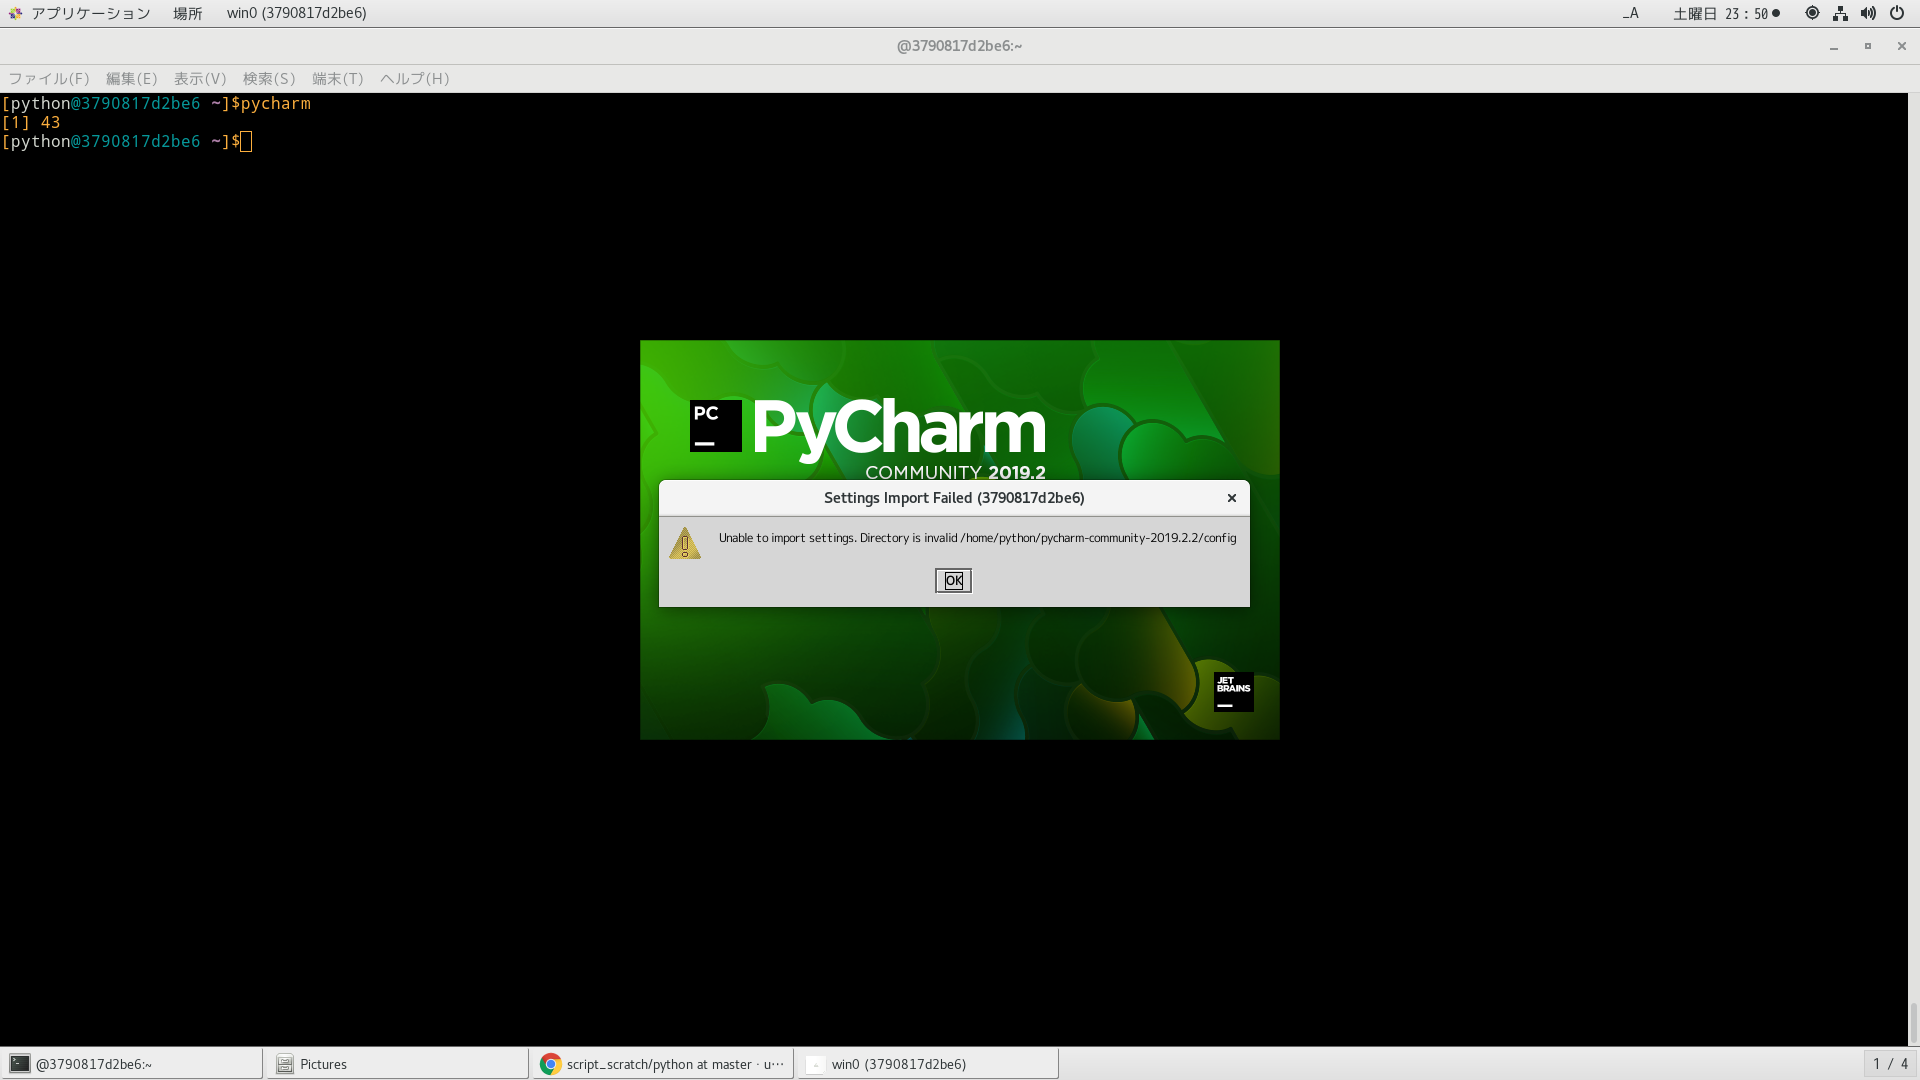 アプリケーション 場所 win0 (3790817d2be6) _A 土曜日 23：50●
@3790817d2be6:~
ファイル(F) 編集(E) 表示(V) 検索(S) 端末(T) ヘルプ(H)
[python@3790817d2be6 ~]$pycharm
[1] 43
[python@3790817d2be6 ~]$
PC PyCharm
COMMUNITY 2019.2
Settings Import Failed (3790817d2be6)
Unable to import settings. Directory is invalid /home/python/pycharm-community-2019.2.2/config
OK
JET
BRAINS
@3790817d2be6:~ Pictures script_scratch/python at master · u… win0 (3790817d2be6) 1 / 4